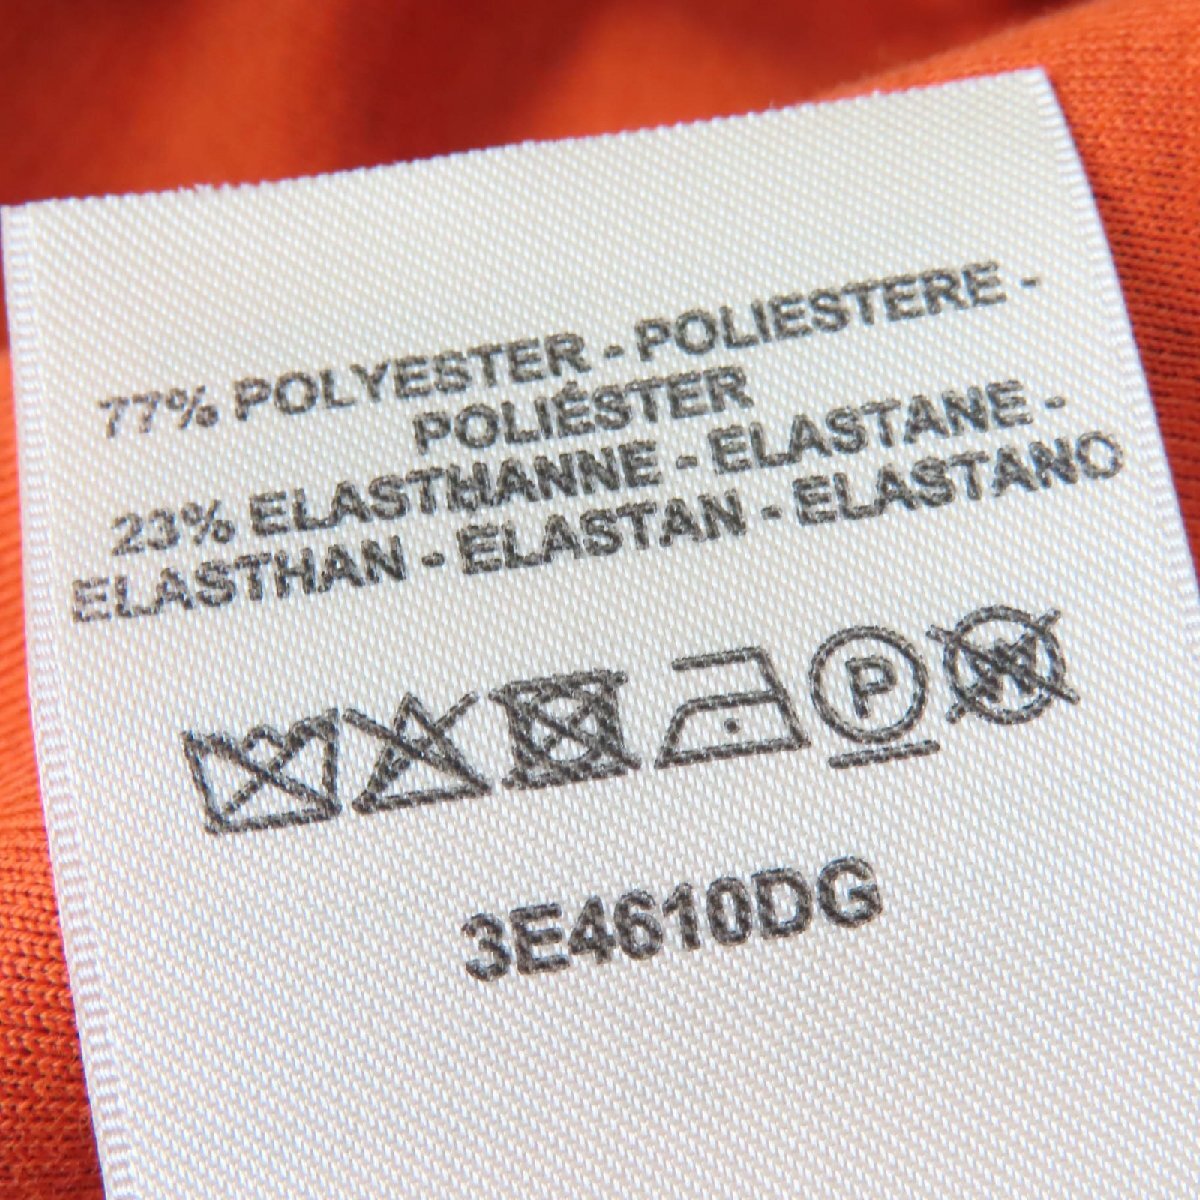 77% POLYESTER - POLIESTERE -
POLIÉSTER
23% ELASTHANNE - ELASTANE -
ELASTHAN - ELASTAN - ELASTANO
P W
3E4610DG